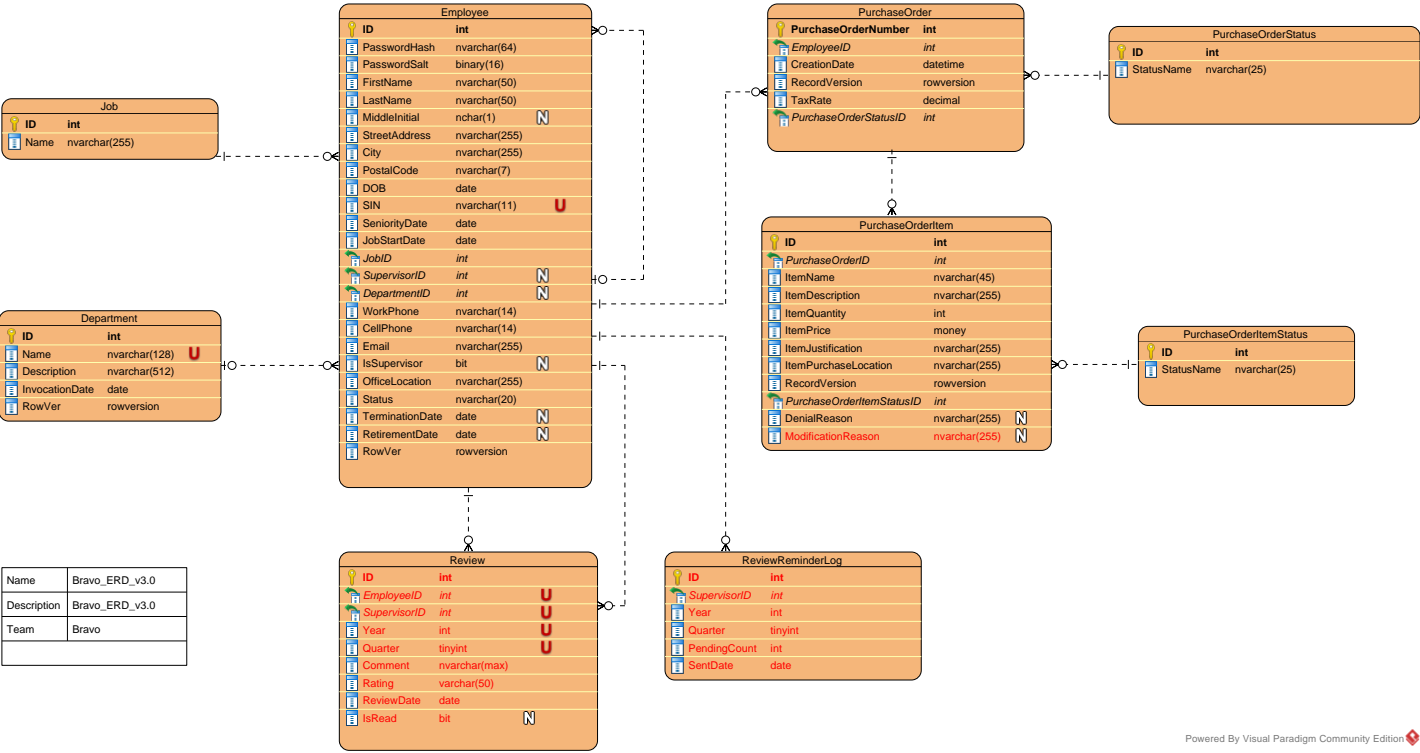 Employee
ID int
PasswordHash nvarchar(64)
PasswordSalt binary(16)
FirstName nvarchar(50)
LastName nvarchar(50)
MiddleInitial nchar(1) N
StreetAddress nvarchar(255)
City nvarchar(255)
PostalCode nvarchar(7)
DOB date
SIN nvarchar(11) U
SeniorityDate date
JobStartDate date
JobID int
SupervisorID int N
DepartmentID int N
WorkPhone nvarchar(14)
CellPhone nvarchar(14)
Email nvarchar(255)
IsSupervisor bit N
OfficeLocation nvarchar(255)
Status nvarchar(20)
TerminationDate date N
RetirementDate date N
RowVer rowversion
PurchaseOrder
PurchaseOrderNumber int
EmployeeID int
CreationDate datetime
RecordVersion rowversion
TaxRate decimal
PurchaseOrderStatusID int
PurchaseOrderStatus
ID int
StatusName nvarchar(25)
Job
ID int
Name nvarchar(255)
PurchaseOrderItem
ID int
PurchaseOrderID int
ItemName nvarchar(45)
ItemDescription nvarchar(255)
ItemQuantity int
ItemPrice money
ItemJustification nvarchar(255)
ItemPurchaseLocation nvarchar(255)
RecordVersion rowversion
PurchaseOrderItemStatusID int
DenialReason nvarchar(255) N
ModificationReason nvarchar(255) N
Department
ID int
Name nvarchar(128) U
Description nvarchar(512)
InvocationDate date
RowVer rowversion
PurchaseOrderItemStatus
ID int
StatusName nvarchar(25)
Review
ID int
EmployeeID int U
SupervisorID int U
Year int U
Quarter tinyint U
Comment nvarchar(max)
Rating varchar(50)
ReviewDate date
IsRead bit N
ReviewReminderLog
ID int
SupervisorID int
Year int
Quarter tinyint
PendingCount int
SentDate date
Name Bravo_ERD_v3.0
Description Bravo_ERD_v3.0
Team Bravo
Powered By Visual Paradigm Community Edition